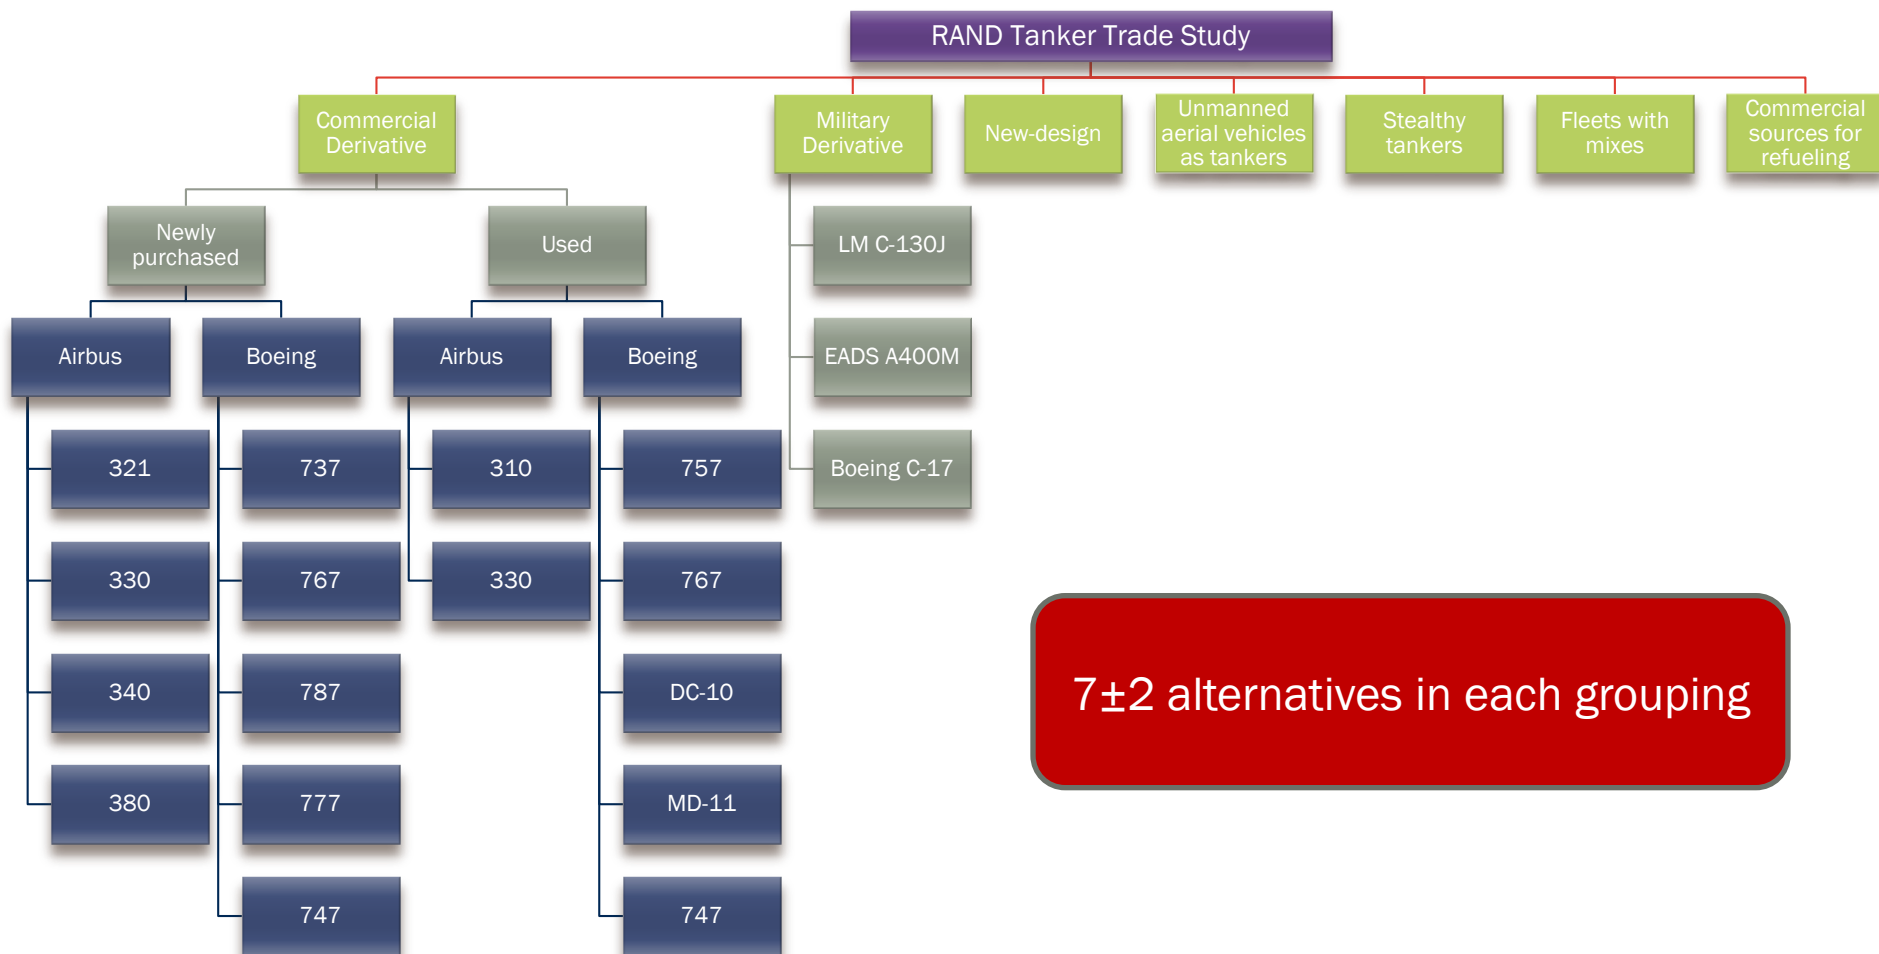 RAND Tanker Trade Study
Commercial
Derivative
Military
Derivative
New-design
Unmanned
aerial vehicles
as tankers
Stealthy
tankers
Fleets with
mixes
Commercial
sources for
refueling
Newly
purchased
Used
LM C-130J
EADS A400M
Boeing C-17
Airbus
Boeing
Airbus
Boeing
321
330
340
380
737
767
787
777
747
310
330
757
767
DC-10
MD-11
747
7±2 alternatives in each grouping